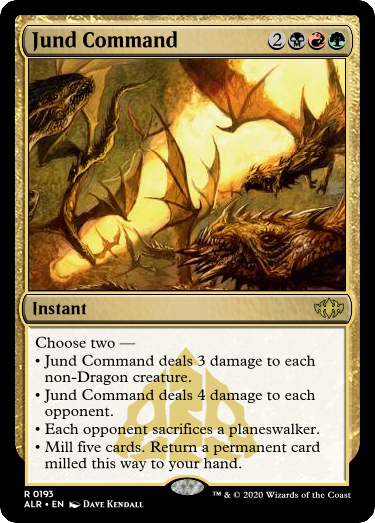 Jund Command 2
Instant
Choose two —
• Jund Command deals 3 damage to each
non-Dragon creature.
• Jund Command deals 4 damage to each
opponent.
• Each opponent sacrifices a planeswalker.
• Mill five cards. Return a permanent card
milled this way to your hand.
R 0193
ALR • EN DAVE KENDALL
™ & © 2020 Wizards of the Coast